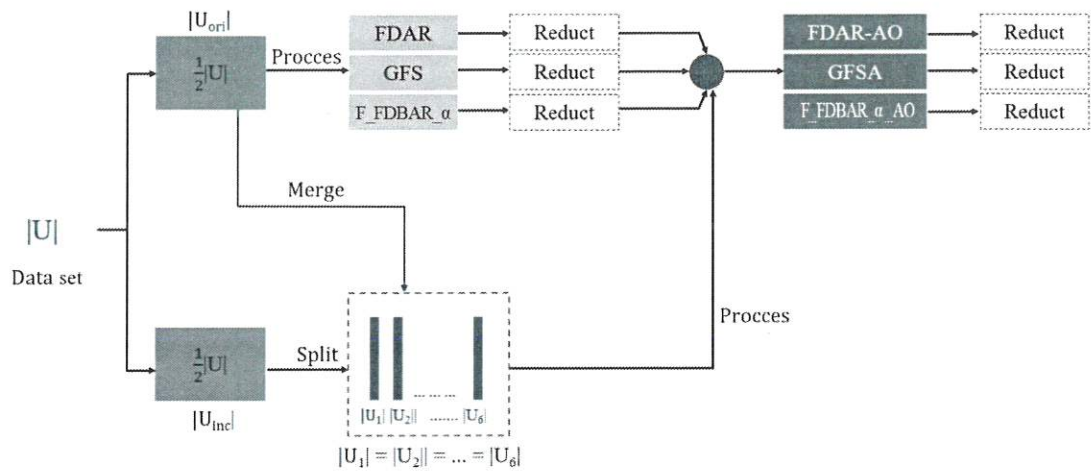 |U_ori|
½|U|
Procces
FDAR
Reduct
GFS
Reduct
F_FDBAR_α
Reduct
FDAR-AO
Reduct
GFSA
Reduct
F_FDBAR_α_AO
Reduct
Merge
|U|
Data set
½|U|
|U_inc|
Split
|U₁| |U₂|| ....... |U₆|
|U₁| = |U₂|| = ... = |U₆|
Procces